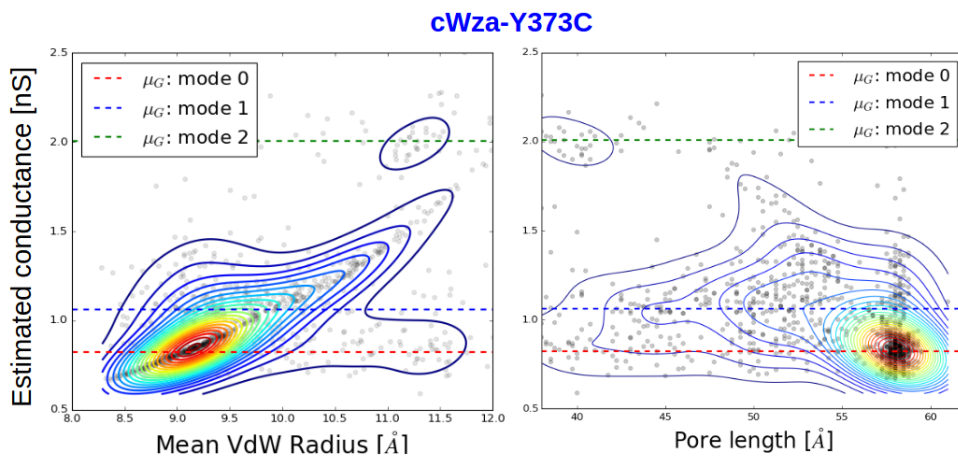 cWza-Y373C
Estimated conductance [nS]
2.5
2.0
1.5
1.0
0.5
μG: mode 0
μG: mode 1
μG: mode 2
8.0 8.5 9.0 9.5 10.0 10.5 11.0 11.5 12.0
Mean VdW Radius [Å]
2.5
2.0
1.5
1.0
0.5
μG: mode 0
μG: mode 1
μG: mode 2
40 45 50 55 60
Pore length [Å]